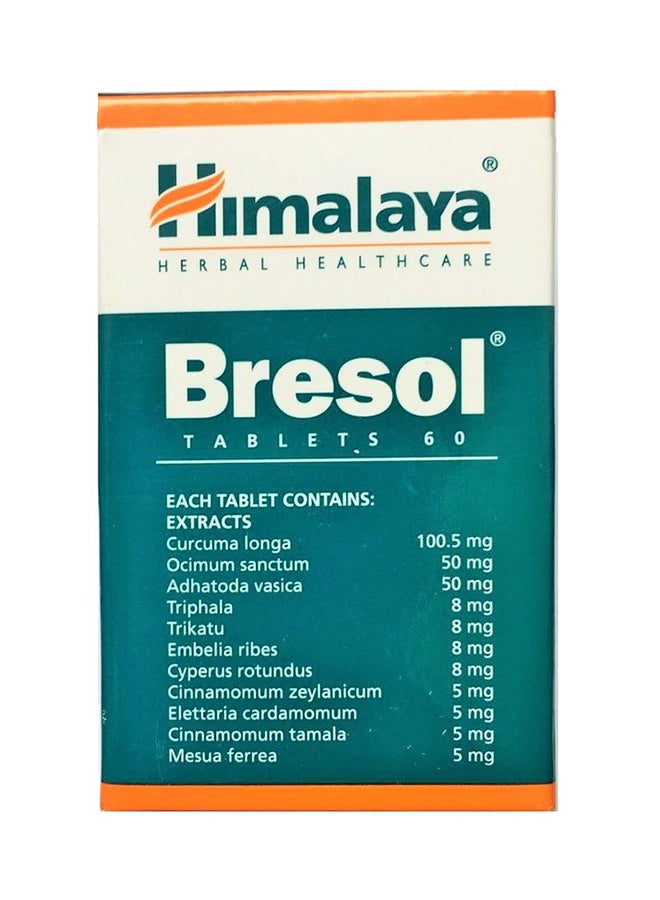 Himalaya®
HERBAL HEALTHCARE
Bresol®
TABLETS 60
EACH TABLET CONTAINS:
EXTRACTS
Curcuma longa 100.5 mg
Ocimum sanctum 50 mg
Adhatoda vasica 50 mg
Triphala 8 mg
Trikatu 8 mg
Embelia ribes 8 mg
Cyperus rotundus 8 mg
Cinnamomum zeylanicum 5 mg
Elettaria cardamomum 5 mg
Cinnamomum tamala 5 mg
Mesua ferrea 5 mg